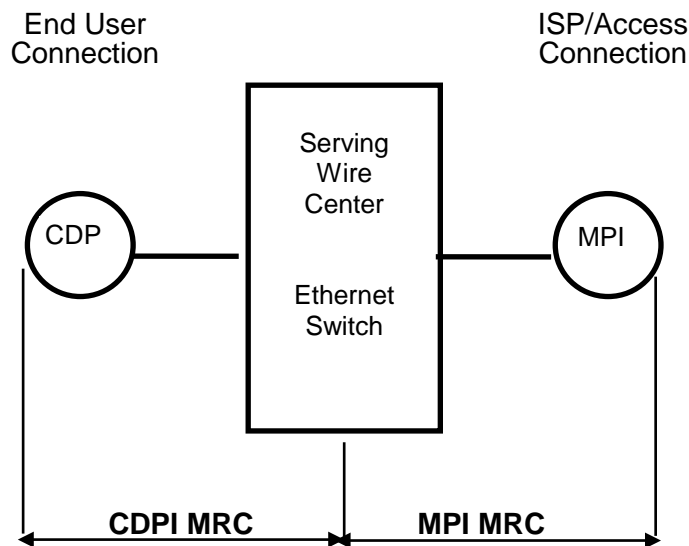 End User
Connection
ISP/Access
Connection
Serving
Wire
Center
CDP
MPI
Ethernet
Switch
CDPI MRC
MPI MRC